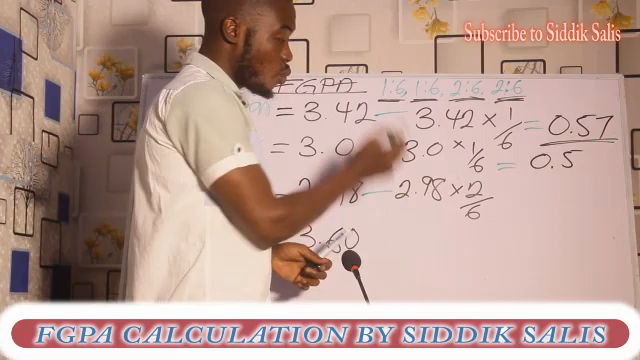 Subscribe to Siddik Salis
FGPA 1:6, 1:6, 2:6, 2:6
= 3.42 — 3.42 × 1/6 = 0.57
= 3.0 3.0 × 1/6 = 0.5
8 — 2.98 × 2/6
3.60
FGPA CALCULATION BY SIDDIK SALIS